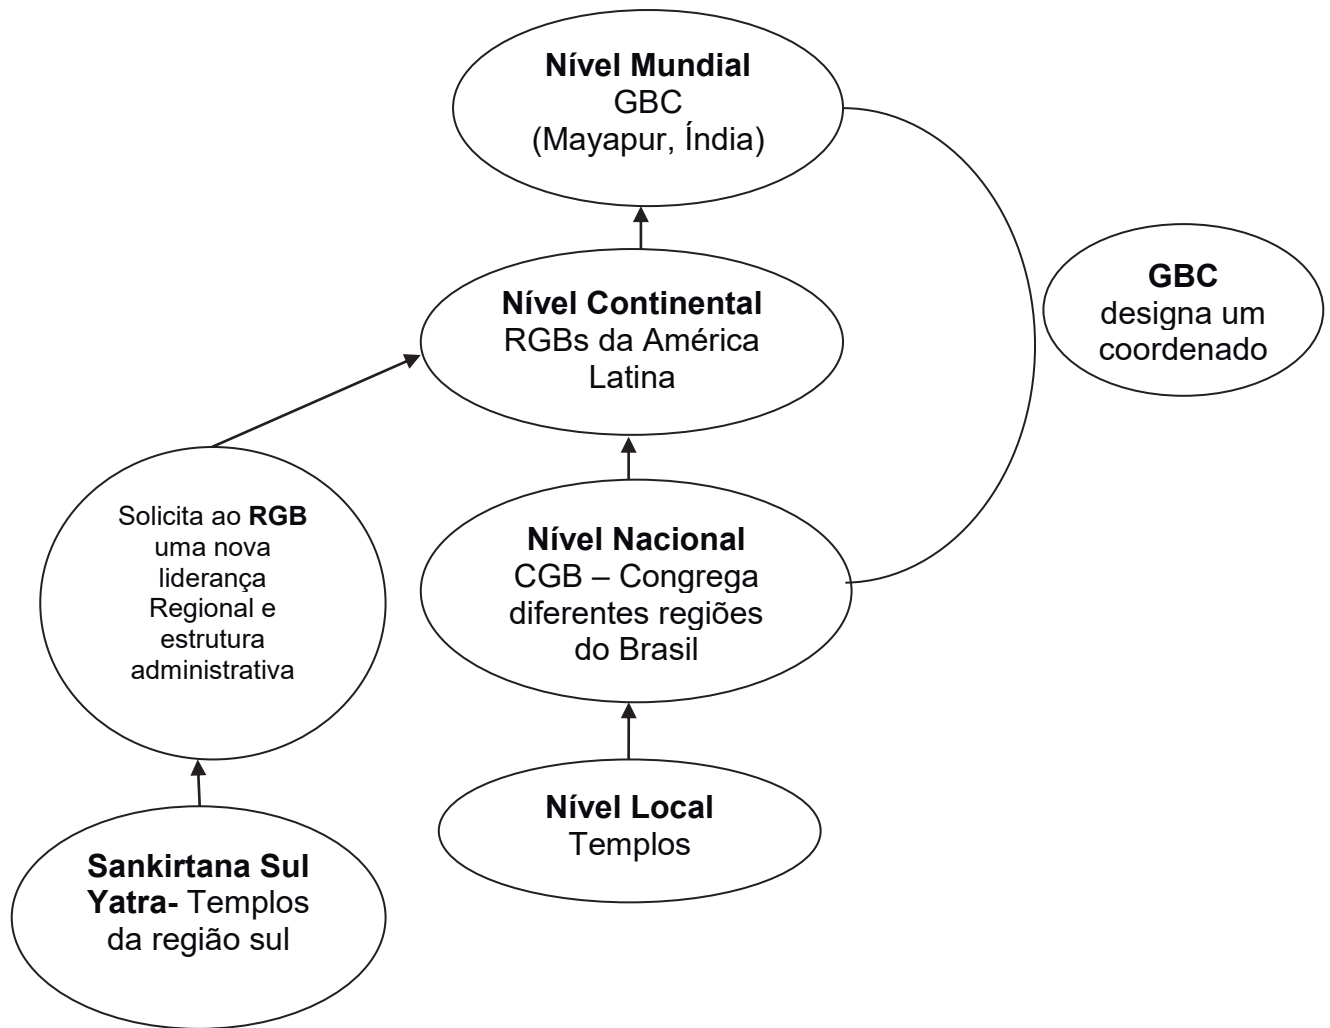 Nível Mundial
GBC
(Mayapur, Índia)
GBC
designa um
coordenado
Nível Continental
RGBs da América
Latina
Solicita ao RGB
uma nova
liderança
Regional e
estrutura
administrativa
Nível Nacional
CGB – Congrega
diferentes regiões
do Brasil
Nível Local
Templos
Sankirtana Sul
Yatra- Templos
da região sul